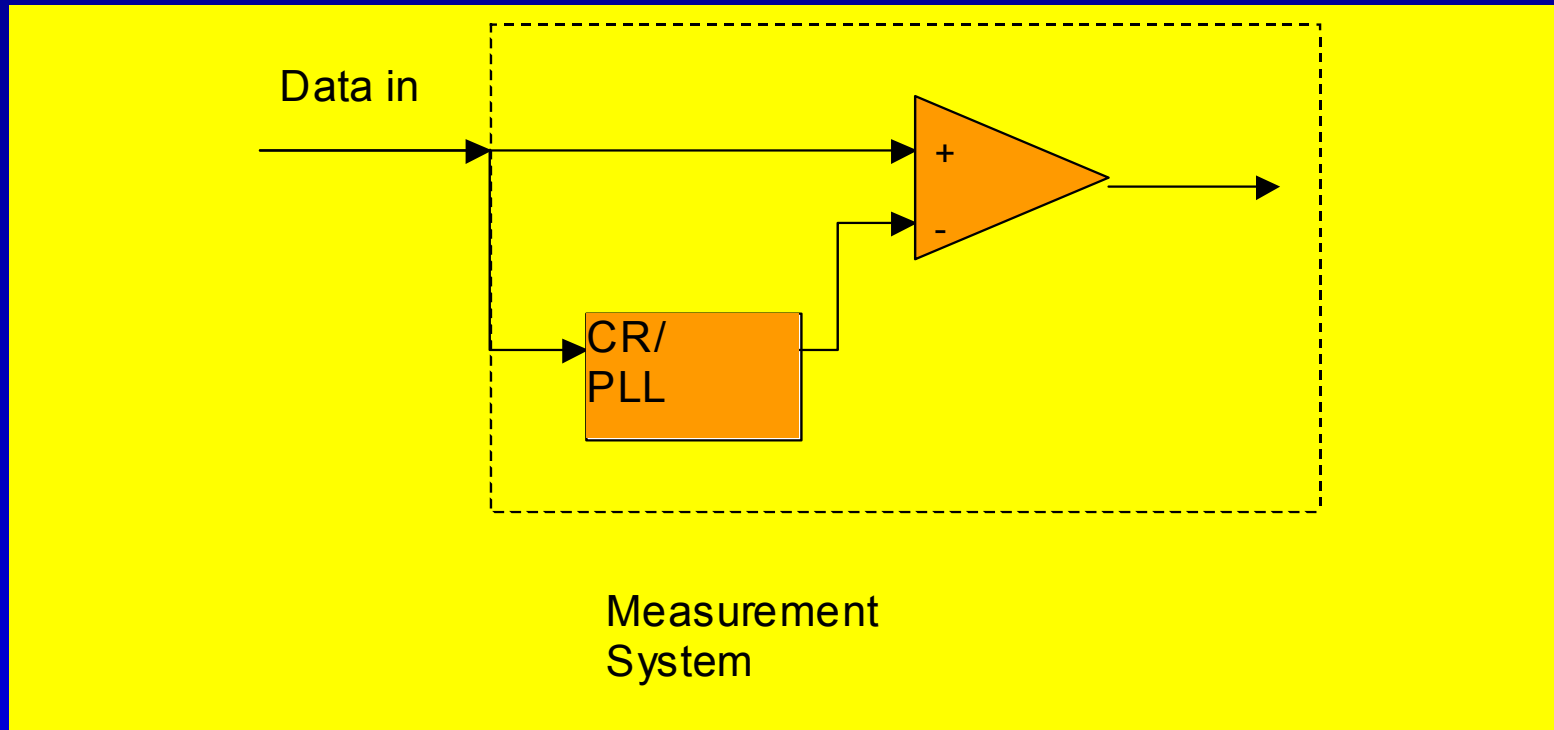 Data in
+
-
CR/
PLL
Measurement
System